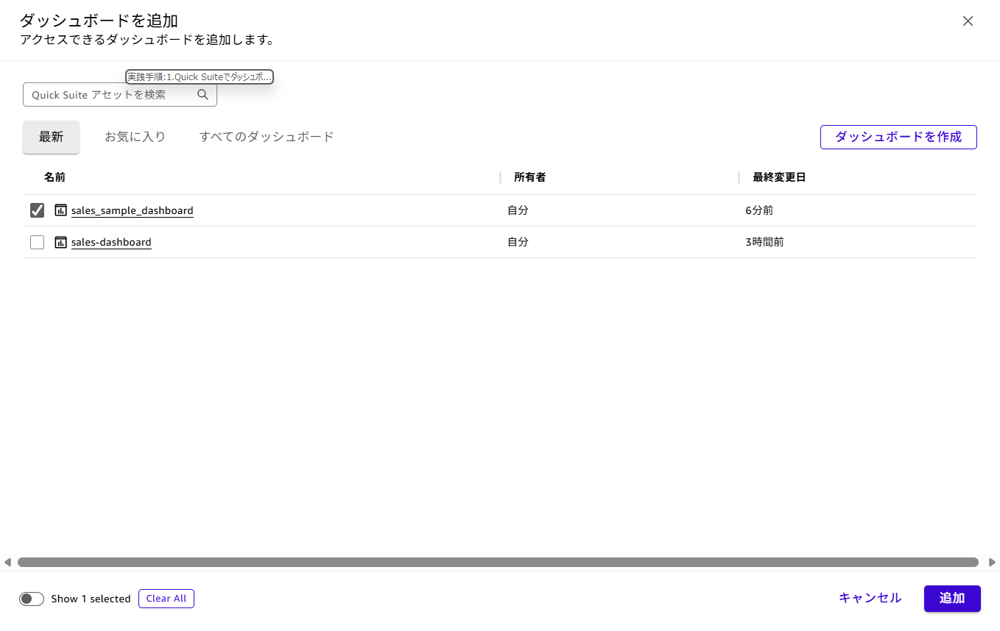 ダッシュボードを追加
アクセスできるダッシュボードを追加します。
実践手順:1.Quick Suiteでダッシュボ...
Quick Suite アセットを検索
最新 お気に入り すべてのダッシュボード ダッシュボードを作成
名前 所有者 最終変更日
sales_sample_dashboard 自分 6分前
sales-dashboard 自分 3時間前
Show 1 selected Clear All キャンセル 追加